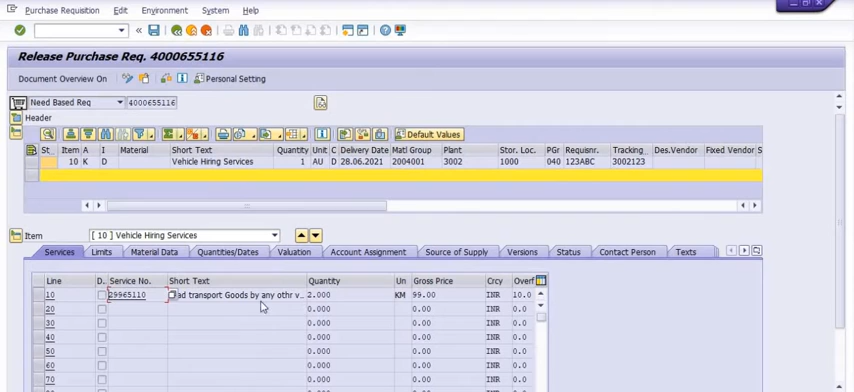 Purchase Requisition Edit Environment System Help
Release Purchase Req. 4000655116
Document Overview On Personal Setting
Need Based Req 4000655116
Header
Default Values
St... Item A I Material Short Text Quantity Unit C Delivery Date Matl Group Plant Stor. Loc. PGr Requisnr. Tracking Des.Vendor Fixed Vendor S
10 K D Vehicle Hiring Services 1 AU D 28.06.2021 2004001 3002 1000 040 123ABC 3002123
Item [ 10 ] Vehicle Hiring Services
Services Limits Material Data Quantities/Dates Valuation Account Assignment Source of Supply Versions Status Contact Person Texts
Line D.. Service No. Short Text Quantity Un Gross Price Crcy Overf
10 29965110 ad transport Goods by any othr v... 2.000 KM 99.00 INR 10.0
20 0.000 0.00 INR 0.0
30 0.000 0.00 INR 0.0
40 0.000 0.00 INR 0.0
50 0.000 0.00 INR 0.0
60 0.000 0.00 INR 0.0
70 0.000 0.00 INR 0.0